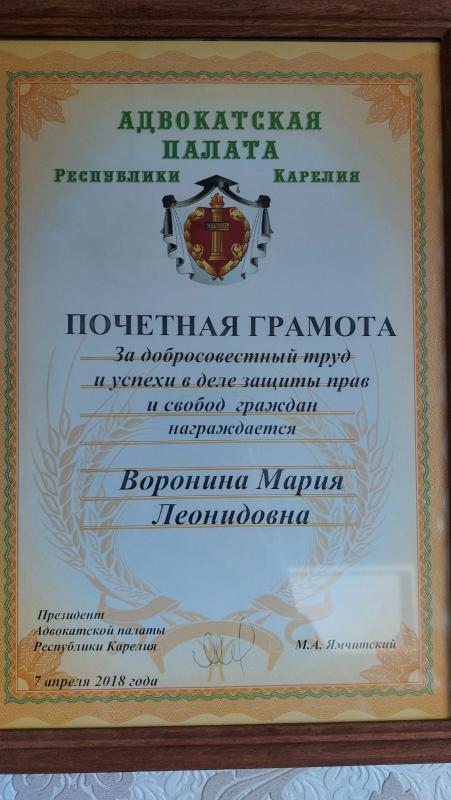 АДВОКАТСКАЯ
ПАЛАТА
РЕСПУБЛИКИ КАРЕЛИЯ
ПОЧЕТНАЯ ГРАМОТА
За добросовестный труд
и успехи в деле защиты прав
и свобод граждан
награждается
Воронина Мария
Леонидовна
Президент
Адвокатской палаты
Республики Карелия М.А. Ямчитский
7 апреля 2018 года